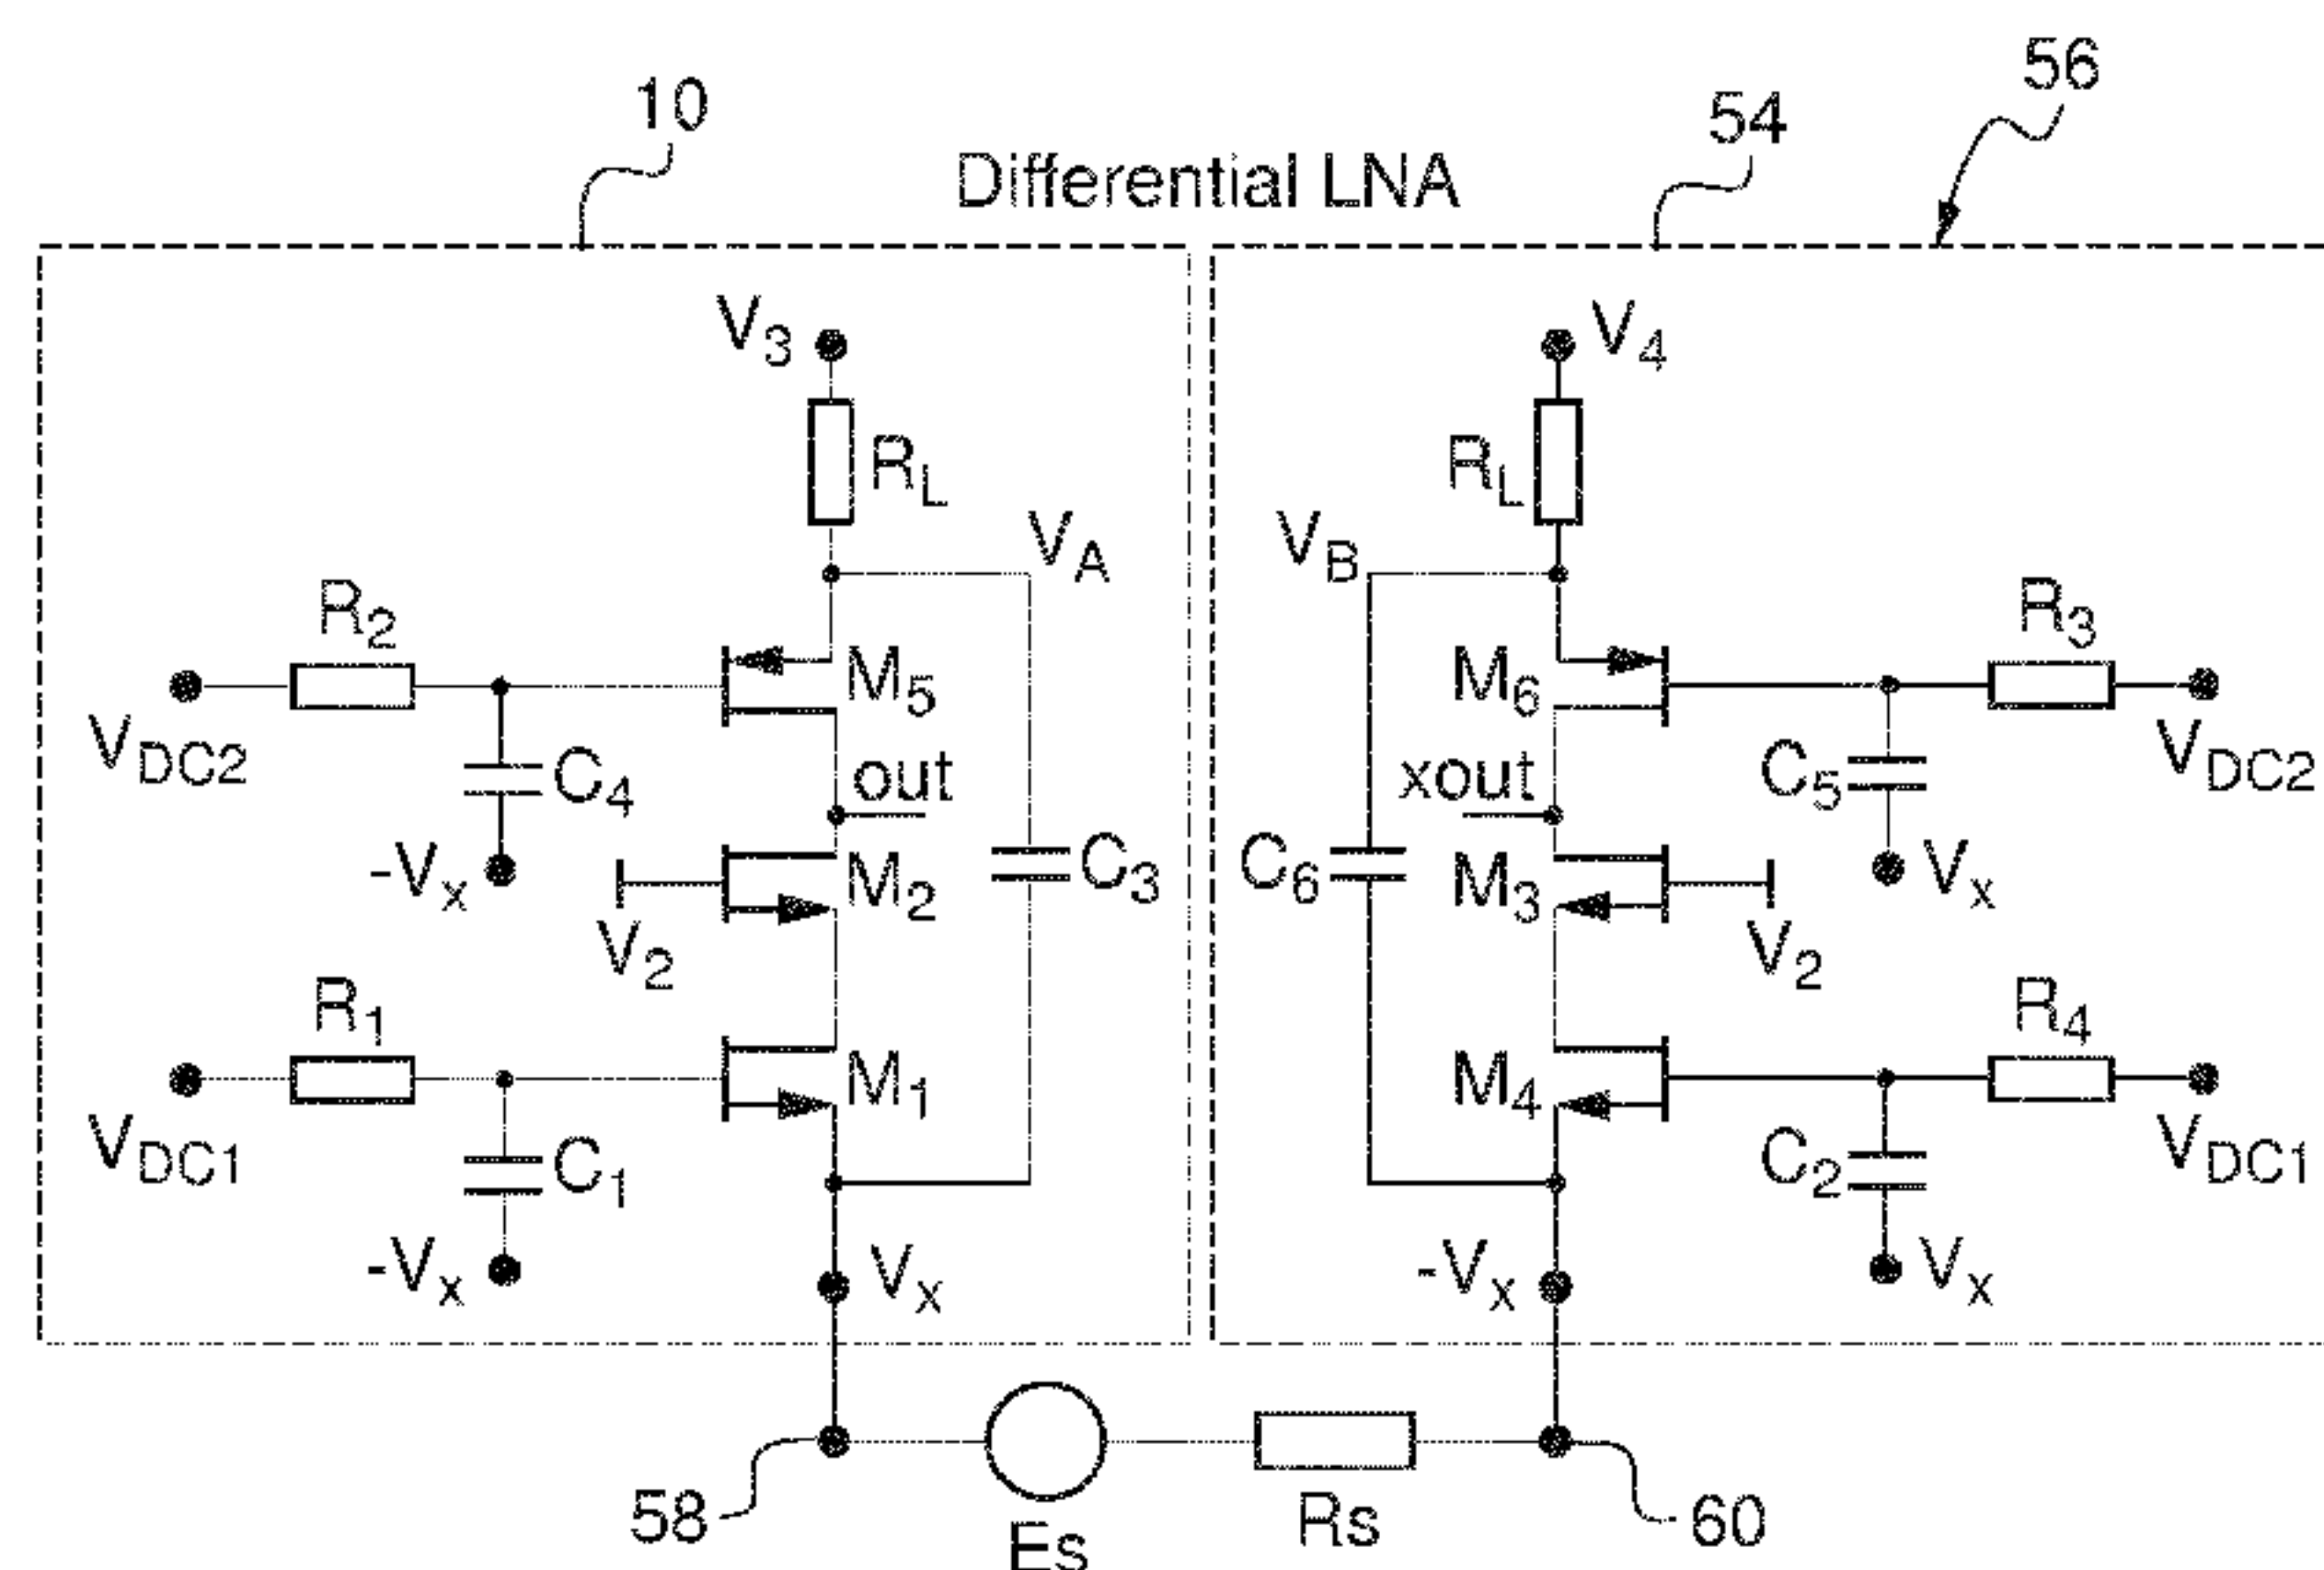 10
54
56
Differential LNA
V3
V4
RL
RL
VA
VB
R2
R3
M5
M6
VDC2
C4
out
xout
C5
VDC2
-Vx
M2
C3
C6
M3
Vx
V2
V2
R1
R4
M1
M4
VDC1
C1
C2
VDC1
-Vx
Vx
-Vx
Vx
58
Es
Rs
60